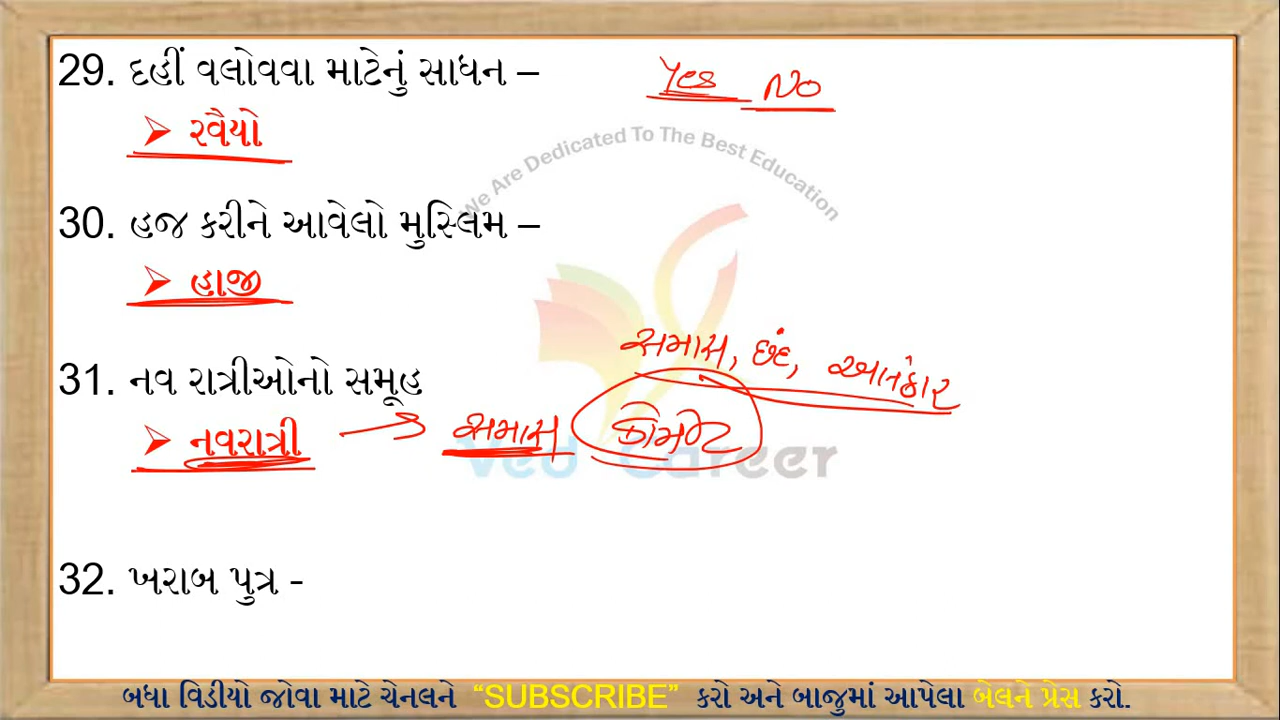 29. દહીં વલોવવા માટેનું સાધન –
Yes No
➢ રવૈયો
We Are Dedicated To The Best Education
30. હજ કરીને આવેલો મુસ્લિમ –
➢ હાજી
સમાસ, છંદ, અલંકાર
31. નવ રાત્રીઓનો સમૂહ
➢ નવરાત્રી → સમાસ કોમેન્ટ
Ved Career
32. ખરાબ પુત્ર -
બધા વિડીયો જોવા માટે ચેનલને “SUBSCRIBE” કરો અને બાજુમાં આપેલા બેલને પ્રેસ કરો.